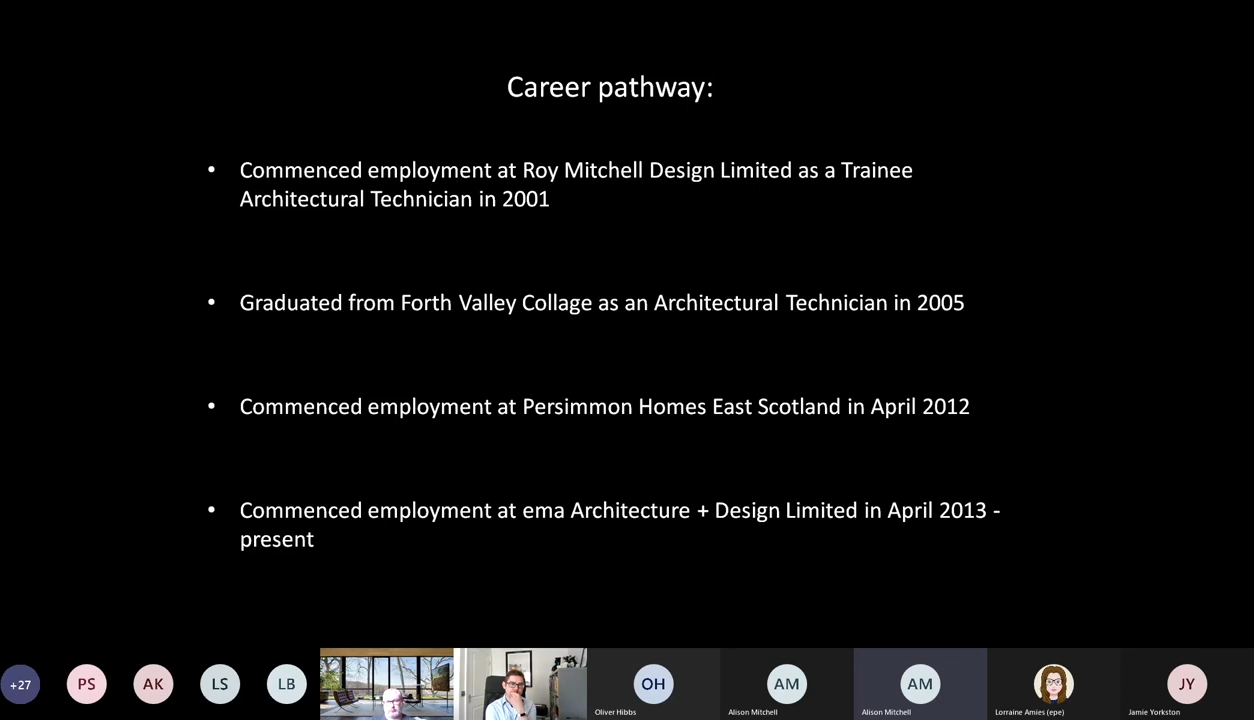 Career pathway:
• Commenced employment at Roy Mitchell Design Limited as a Trainee
Architectural Technician in 2001
• Graduated from Forth Valley Collage as an Architectural Technician in 2005
• Commenced employment at Persimmon Homes East Scotland in April 2012
• Commenced employment at ema Architecture + Design Limited in April 2013 -
present
+27
PS
AK
LS
LB
OH
Oliver Hibbs
AM
Alison Mitchell
AM
Alison Mitchell
Lorraine Amies (epe)
JY
Jamie Yorkston